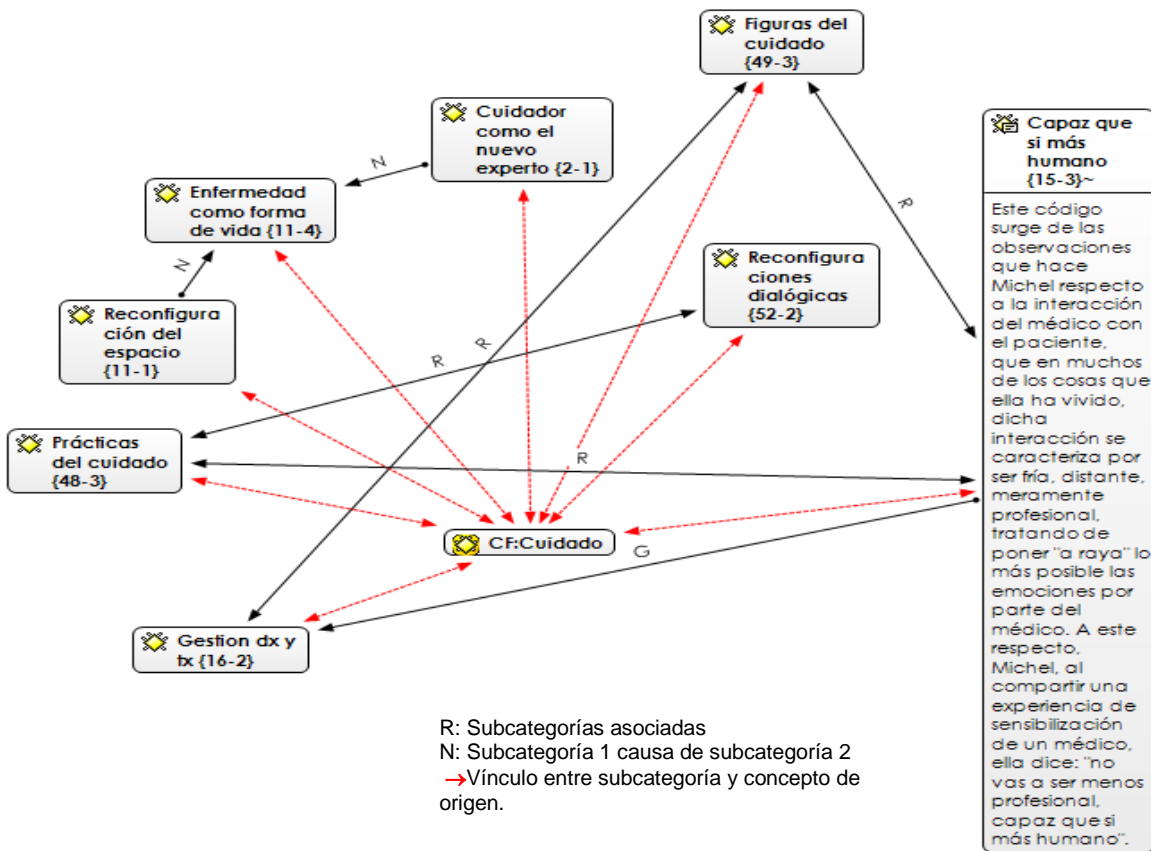 Figuras del
cuidado
{49-3}
Cuidador
como el
nuevo
experto {2-1}
Capaz que
si más
humano
{15-3}~
Este código
surge de las
observaciones
que hace
Michel respecto
a la interacción
del médico con
el paciente,
que en muchos
de los cosas que
ella ha vivido,
dicha
interacción se
caracteriza por
ser fría, distante,
meramente
profesional,
tratando de
poner "a raya" lo
más posible las
emociones por
parte del
médico. A este
respecto,
Michel, al
compartir una
experiencia de
sensibilización
de un médico,
ella dice: "no
vas a ser menos
profesional,
capaz que si
más humano".
N
Enfermedad
como forma
de vida {11-4}
R
Reconfigura
ciones
dialógicas
{52-2}
N
Reconfigura
ación del
espacio
{11-1}
R
R
Prácticas
del cuidado
{48-3}
R
CF:Cuidado
G
Gestion dx y
tx {16-2}
R: Subcategorías asociadas
N: Subcategoría 1 causa de subcategoría 2
→Vínculo entre subcategoría y concepto de
origen.